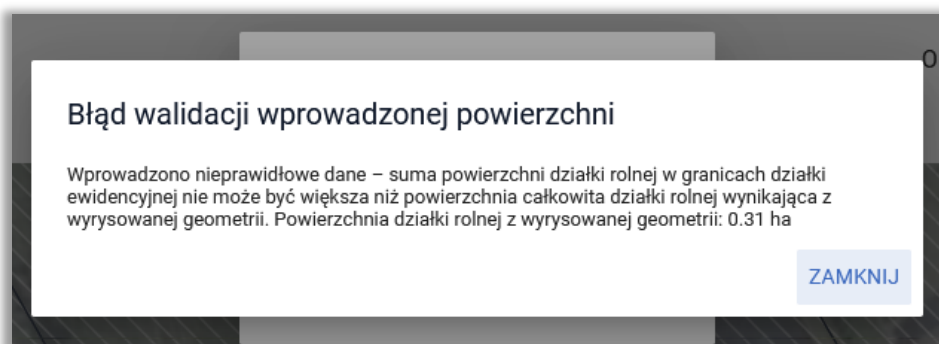 Błąd walidacji wprowadzonej powierzchni
Wprowadzono nieprawidłowe dane – suma powierzchni działki rolnej w granicach działki
ewidencyjnej nie może być większa niż powierzchnia całkowita działki rolnej wynikająca z
wyrysowanej geometrii. Powierzchnia działki rolnej z wyrysowanej geometrii: 0.31 ha
ZAMKNIJ